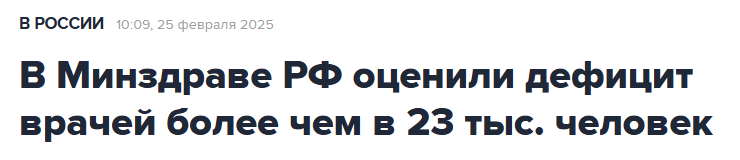 В РОССИИ 10:09, 25 февраля 2025
В Минздраве РФ оценили дефицит
врачей более чем в 23 тыс. человек